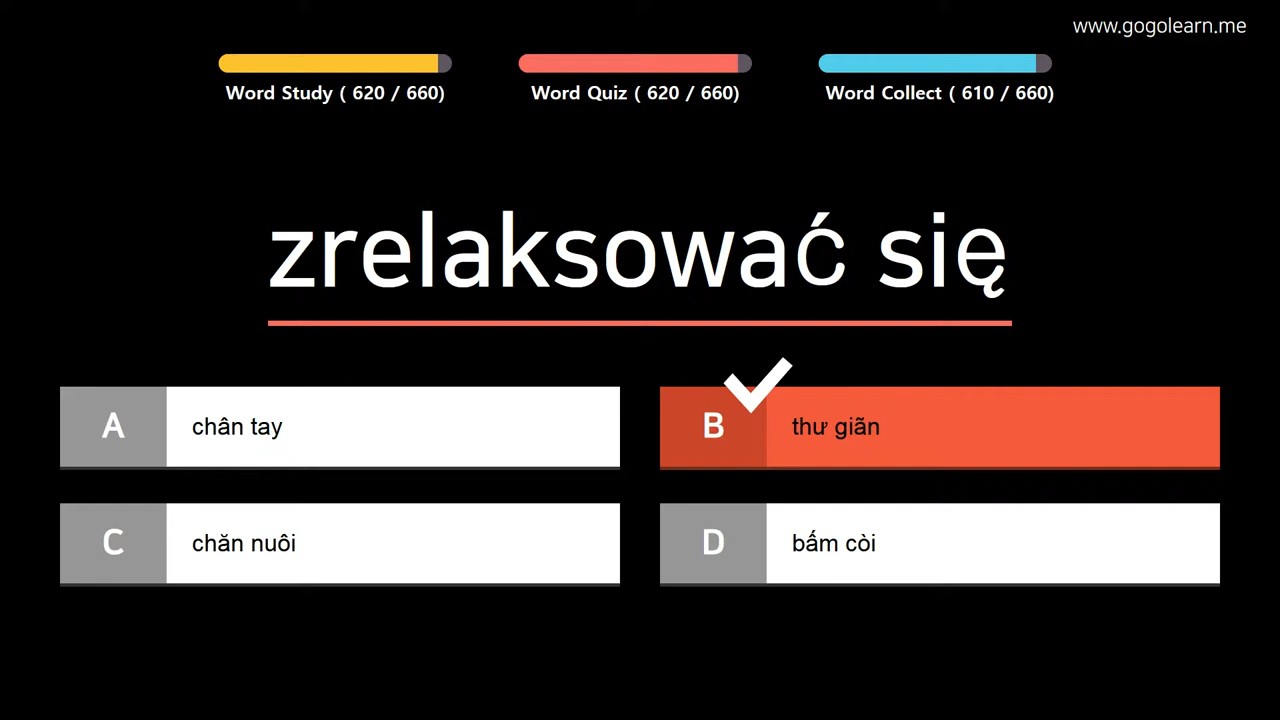 www.gogolearn.me
Word Study ( 620 / 660)
Word Quiz ( 620 / 660)
Word Collect ( 610 / 660)
zrelaksować się
A
chân tay
B
thư giãn
C
chăn nuôi
D
bấm còi